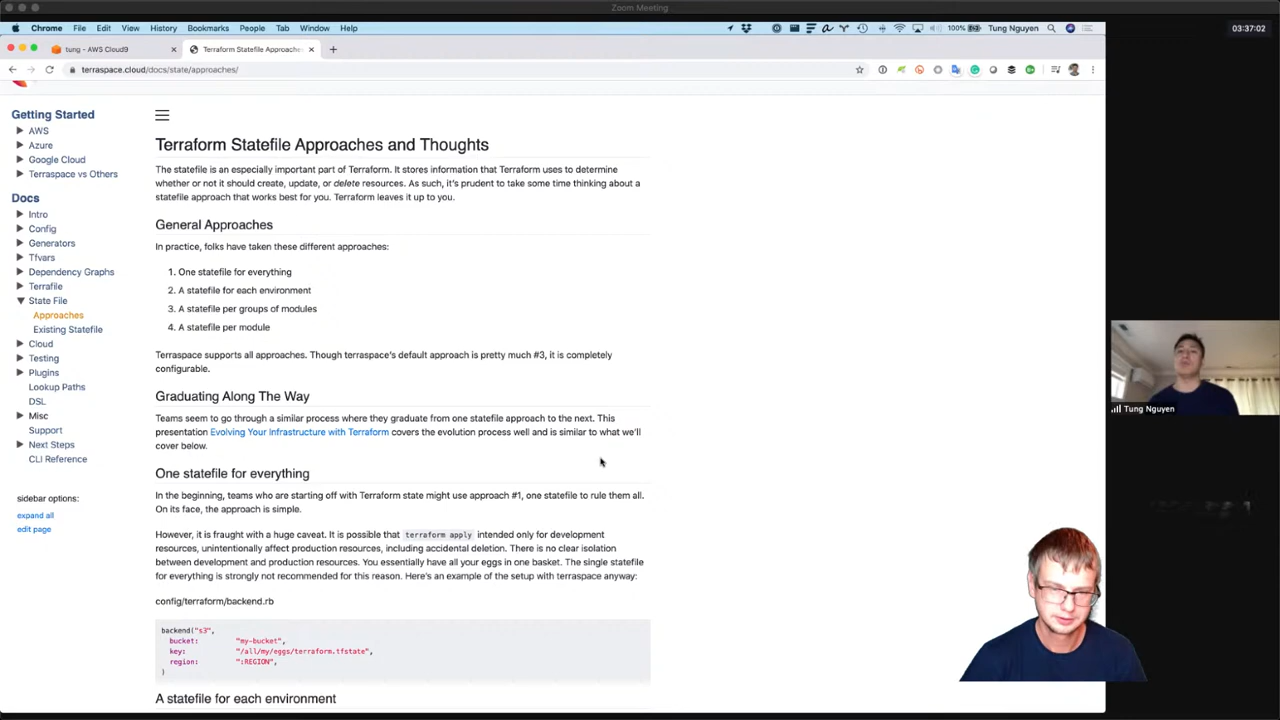 Zoom Meeting
Chrome File Edit View History Bookmarks People Tab Window Help 100% Tung Nguyen
03:37:02
tung - AWS Cloud9
Terraform Statefile Approaches
terraspace.cloud/docs/state/approaches/
Getting Started
AWS
Azure
Google Cloud
Terraspace vs Others
Docs
Intro
Config
Generators
Tfvars
Dependency Graphs
Terrafile
State File
Approaches
Existing Statefile
Cloud
Testing
Plugins
Lookup Paths
DSL
Misc
Support
Next Steps
CLI Reference
sidebar options:
expand all
edit page
Terraform Statefile Approaches and Thoughts
The statefile is an especially important part of Terraform. It stores information that Terraform uses to determine
whether or not it should create, update, or delete resources. As such, it's prudent to take some time thinking about a
statefile approach that works best for you. Terraform leaves it up to you.
General Approaches
In practice, folks have taken these different approaches:
1. One statefile for everything
2. A statefile for each environment
3. A statefile per groups of modules
4. A statefile per module
Terraspace supports all approaches. Though terraspace's default approach is pretty much #3, it is completely
configurable.
Graduating Along The Way
Teams seem to go through a similar process where they graduate from one statefile approach to the next. This
presentation Evolving Your Infrastructure with Terraform covers the evolution process well and is similar to what we'll
cover below.
One statefile for everything
In the beginning, teams who are starting off with Terraform state might use approach #1, one statefile to rule them all.
On its face, the approach is simple.
However, it is fraught with a huge caveat. It is possible that terraform apply intended only for development
resources, unintentionally affect production resources, including accidental deletion. There is no clear isolation
between development and production resources. You essentially have all your eggs in one basket. The single statefile
for everything is strongly not recommended for this reason. Here's an example of the setup with terraspace anyway:
config/terraform/backend.rb
backend("s3",
bucket: "my-bucket",
key: "/all/my/eggs/terraform.tfstate",
region: ":REGION",
)
A statefile for each environment
Tung Nguyen